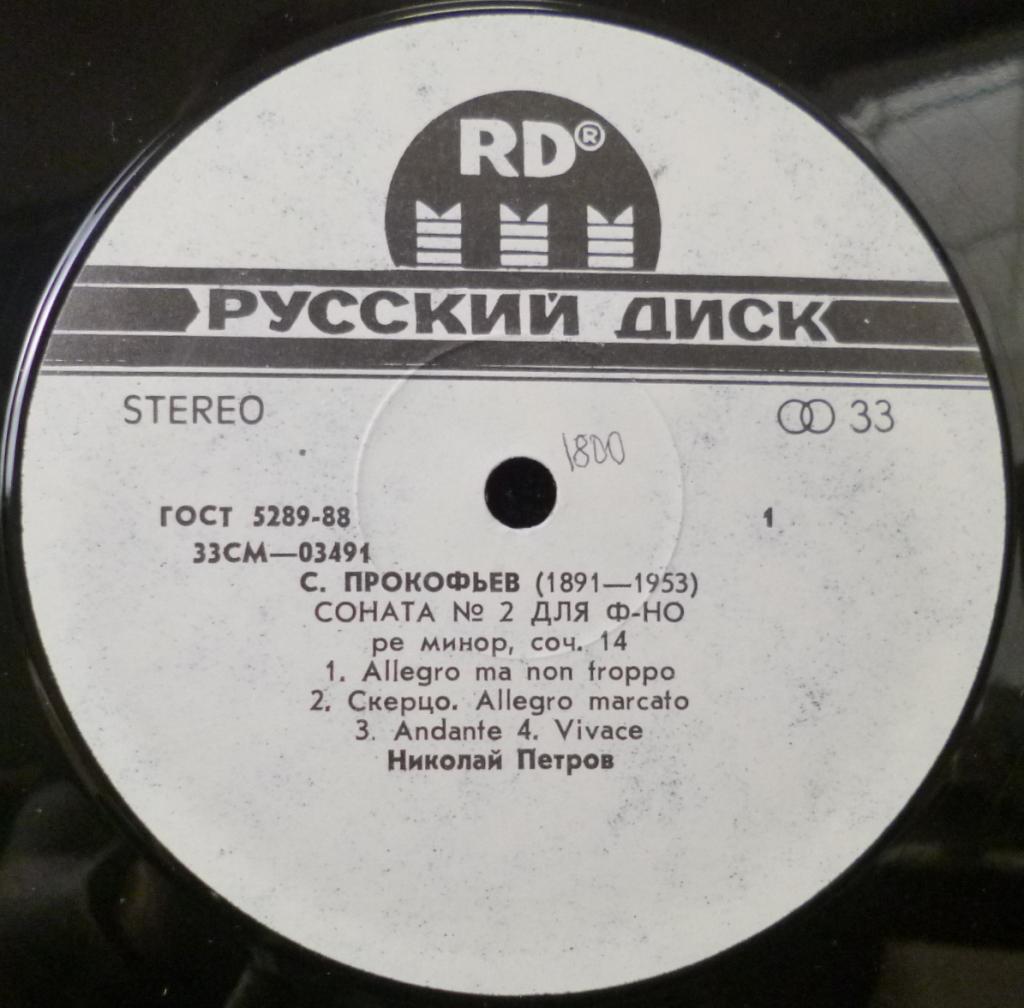 RD®
РУССКИЙ ДИСК
STEREO
33
1800
ГОСТ 5289-88
1
33СМ—03491
С. ПРОКОФЬЕВ (1891—1953)
СОНАТА № 2 ДЛЯ Ф-НО
ре минор, соч. 14
1. Allegro ma non troppo
2. Скерцо. Allegro marcato
3. Andante 4. Vivace
Николай Петров